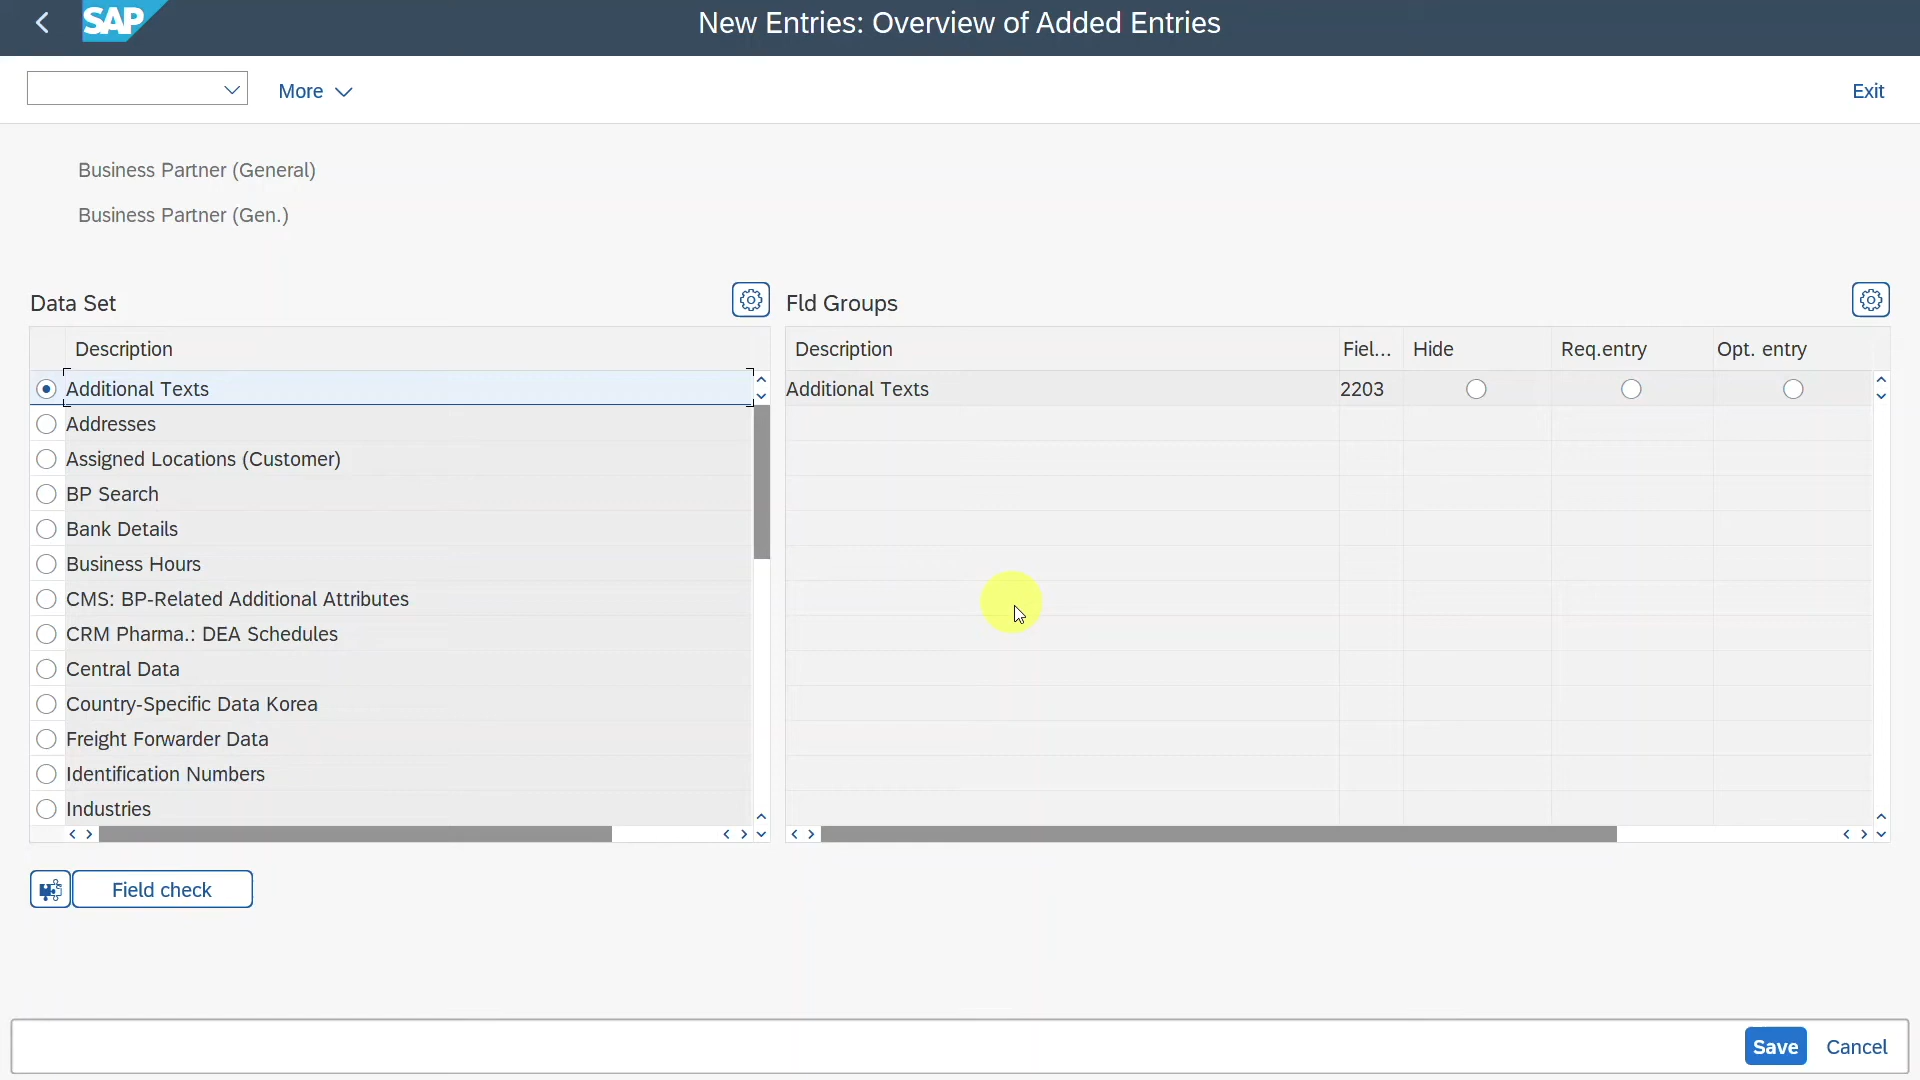 SAP
New Entries: Overview of Added Entries
More
Exit
Business Partner (General)
Business Partner (Gen.)
Data Set
Fld Groups
Description
Description Fiel... Hide Req.entry Opt. entry
Additional Texts
Additional Texts 2203
Addresses
Assigned Locations (Customer)
BP Search
Bank Details
Business Hours
CMS: BP-Related Additional Attributes
CRM Pharma.: DEA Schedules
Central Data
Country-Specific Data Korea
Freight Forwarder Data
Identification Numbers
Industries
Field check
Save Cancel